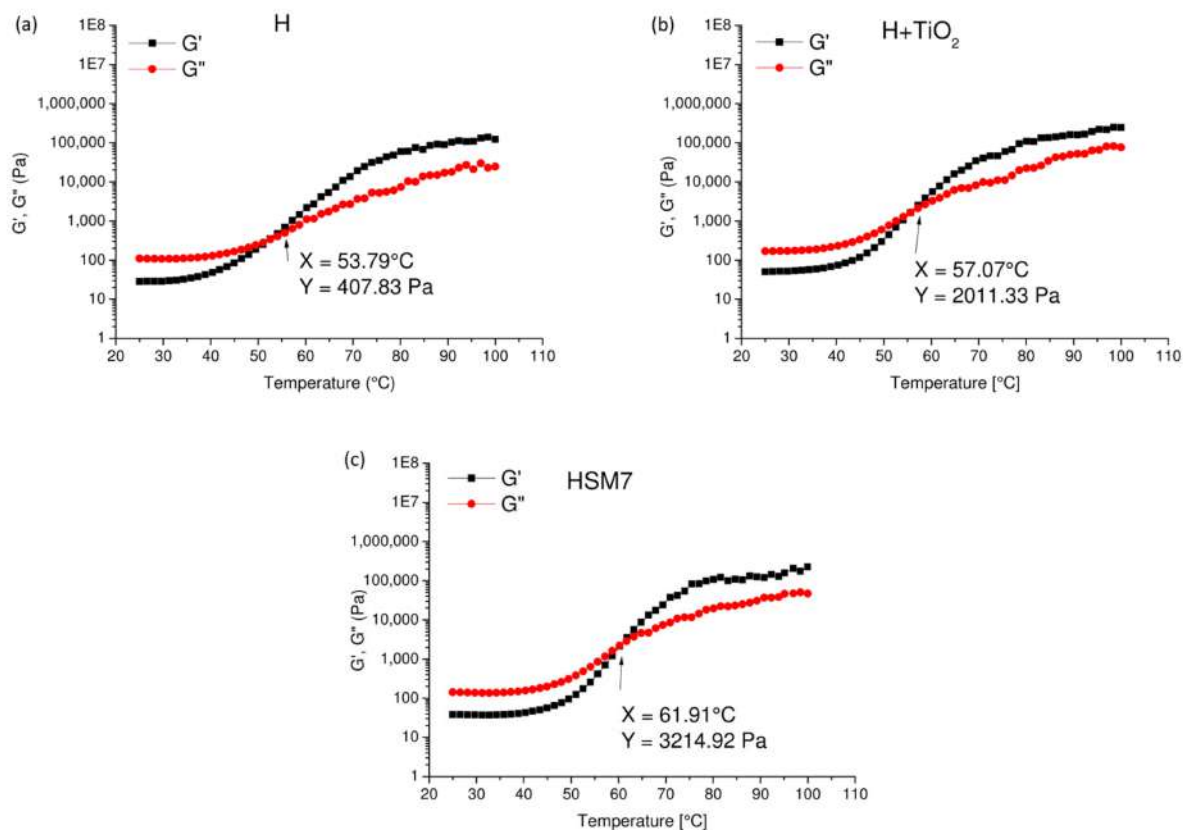 (a)
H
G'
G"
G', G" (Pa)
1E8
1E7
1,000,000
100,000
10,000
1,000
100
10
1
X = 53.79°C
Y = 407.83 Pa
20 30 40 50 60 70 80 90 100 110
Temperature (°C)
(b)
H+TiO₂
G'
G"
G', G" (Pa)
1E8
1E7
1,000,000
100,000
10,000
1,000
100
10
1
X = 57.07°C
Y = 2011.33 Pa
20 30 40 50 60 70 80 90 100 110
Temperature [°C]
(c)
HSM7
G'
G"
G', G" (Pa)
1E8
1E7
1,000,000
100,000
10,000
1,000
100
10
1
X = 61.91°C
Y = 3214.92 Pa
20 30 40 50 60 70 80 90 100 110
Temperature [°C]